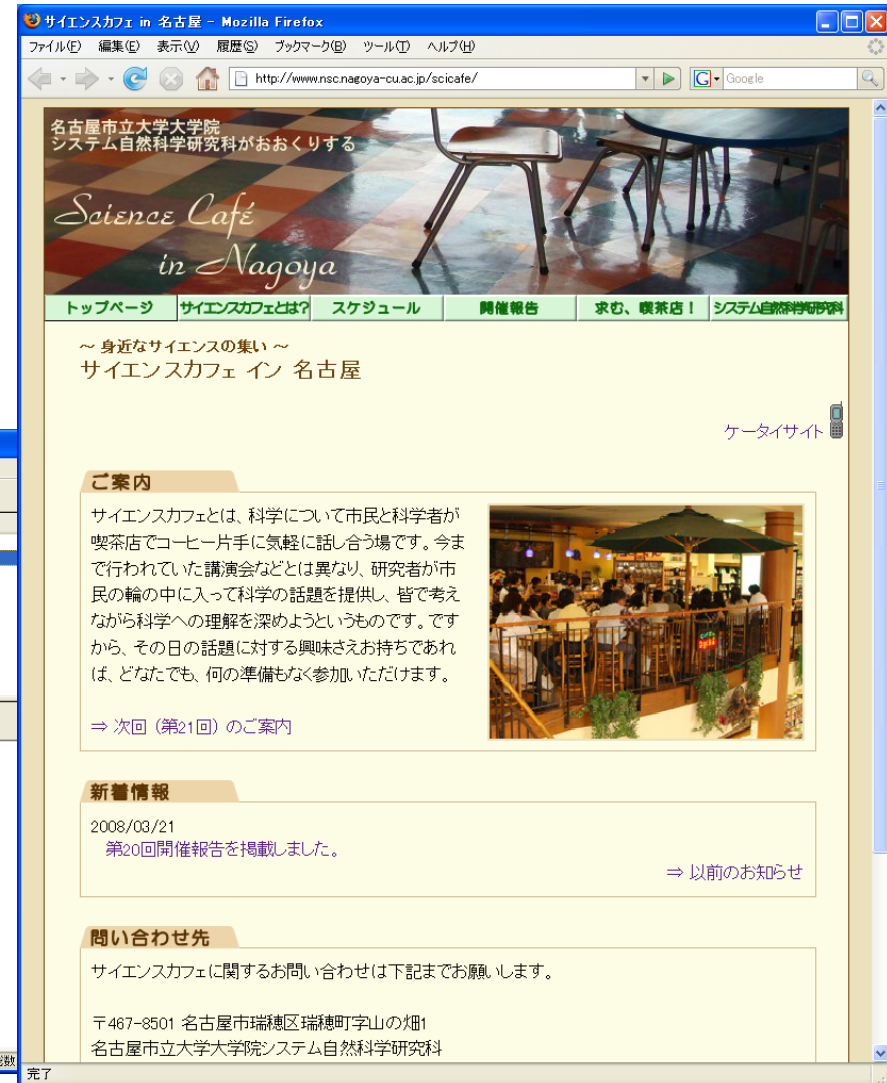 サイエンスカフェ in 名古屋 - Mozilla Firefox
ファイル(F) 編集(E) 表示(V) 履歴(S) ブックマーク(B) ツール(T) ヘルプ(H)
http://www.nsc.nagoya-cu.ac.jp/scicafe/
G
Google
名古屋市立大学大学院
システム自然科学研究科がおおくりする
Science Café
in Nagoya
トップページ サイエンスカフェとは? スケジュール 開催報告 求む、喫茶店! システム自然科学研究科
～ 身近なサイエンスの集い ～
サイエンスカフェ イン 名古屋
ケータイサイト
ご案内
サイエンスカフェとは、科学について市民と科学者が
喫茶店でコーヒー片手に気軽に話し合う場です。今ま
で行われていた講演会などとは異なり、研究者が市
民の輪の中に入って科学の話題を提供し、皆で考え
ながら科学への理解を深めようというものです。です
から、その日の話題に対する興味さえお持ちであれ
ば、どなたでも、何の準備もなく参加いただけます。
⇒ 次回（第21回）のご案内
新着情報
2008/03/21
第20回開催報告を掲載しました。
⇒ 以前のお知らせ
問い合わせ先
サイエンスカフェに関するお問い合わせは下記までお願いします。
〒467-8501 名古屋市瑞穂区瑞穂町字山の畑1
名古屋市立大学大学院システム自然科学研究科
完了